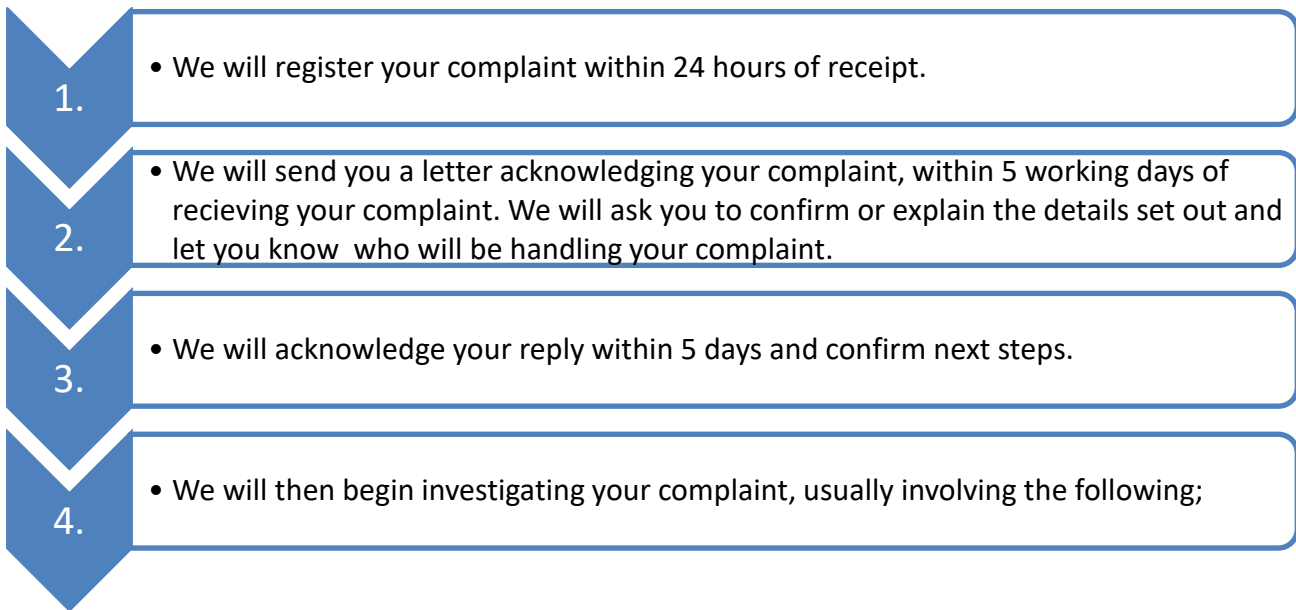 1.
• We will register your complaint within 24 hours of receipt.
2.
• We will send you a letter acknowledging your complaint, within 5 working days of
recieving your complaint. We will ask you to confirm or explain the details set out and
let you know  who will be handling your complaint.
3.
• We will acknowledge your reply within 5 days and confirm next steps.
4.
• We will then begin investigating your complaint, usually involving the following;